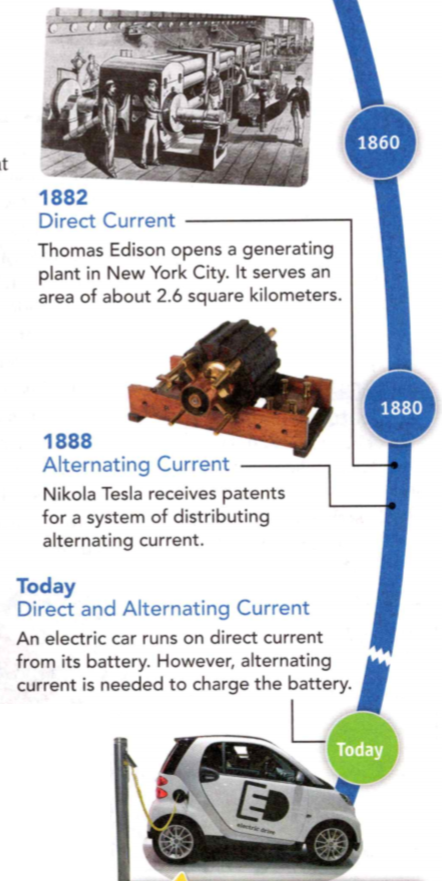 1860
1882
Direct Current
Thomas Edison opens a generating
plant in New York City. It serves an
area of about 2.6 square kilometers.
1880
1888
Alternating Current
Nikola Tesla receives patents
for a system of distributing
alternating current.
Today
Direct and Alternating Current
An electric car runs on direct current
from its battery. However, alternating
current is needed to charge the battery.
Today
ED
electric drive